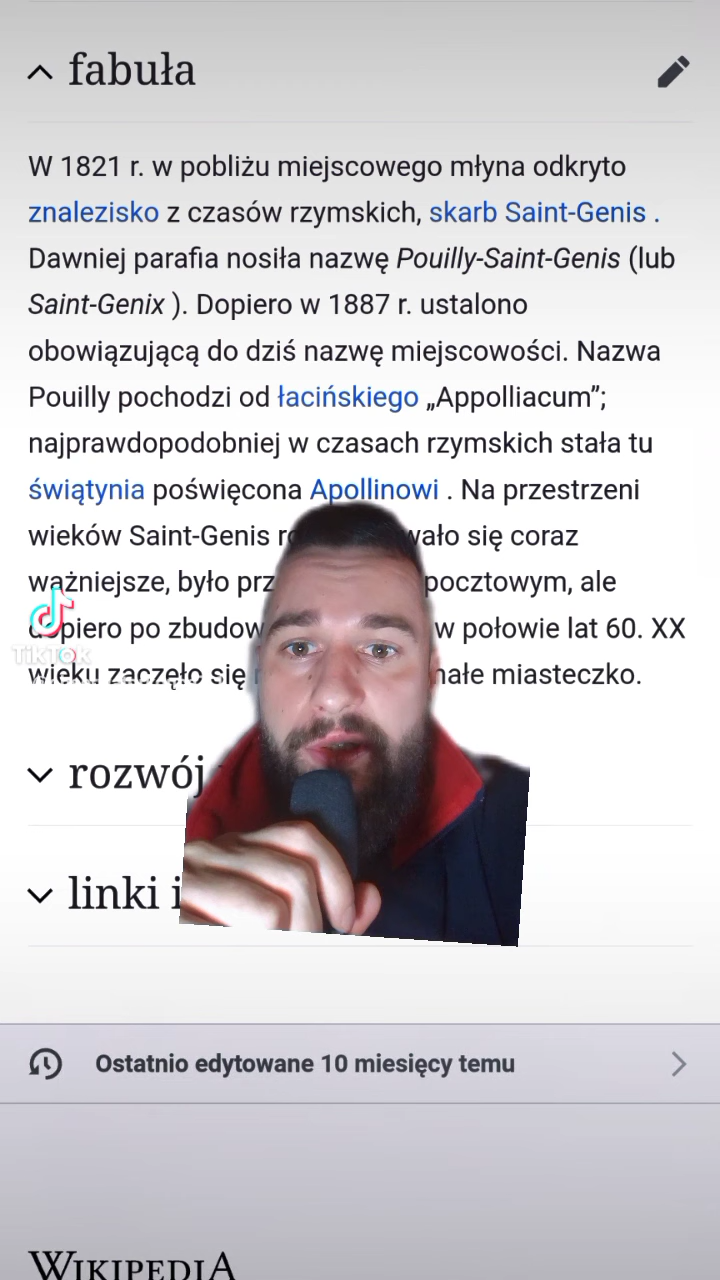 fabuła
W 1821 r. w pobliżu miejscowego młyna odkryto
znalezisko z czasów rzymskich, skarb Saint-Genis .
Dawniej parafia nosiła nazwę Pouilly-Saint-Genis (lub
Saint-Genix ). Dopiero w 1887 r. ustalono
obowiązującą do dziś nazwę miejscowości. Nazwa
Pouilly pochodzi od łacińskiego „Appolliacum”;
najprawdopodobniej w czasach rzymskich stała tu
świątynia poświęcona Apollinowi . Na przestrzeni
wieków Saint-Genis się coraz
ważniejsze, było pocztowym, ale
po w połowie lat 60. XX
TikTok
wieku zaczęło się miasteczko.
rozwój
linki
Ostatnio edytowane 10 miesięcy temu
WIKIPEDIA